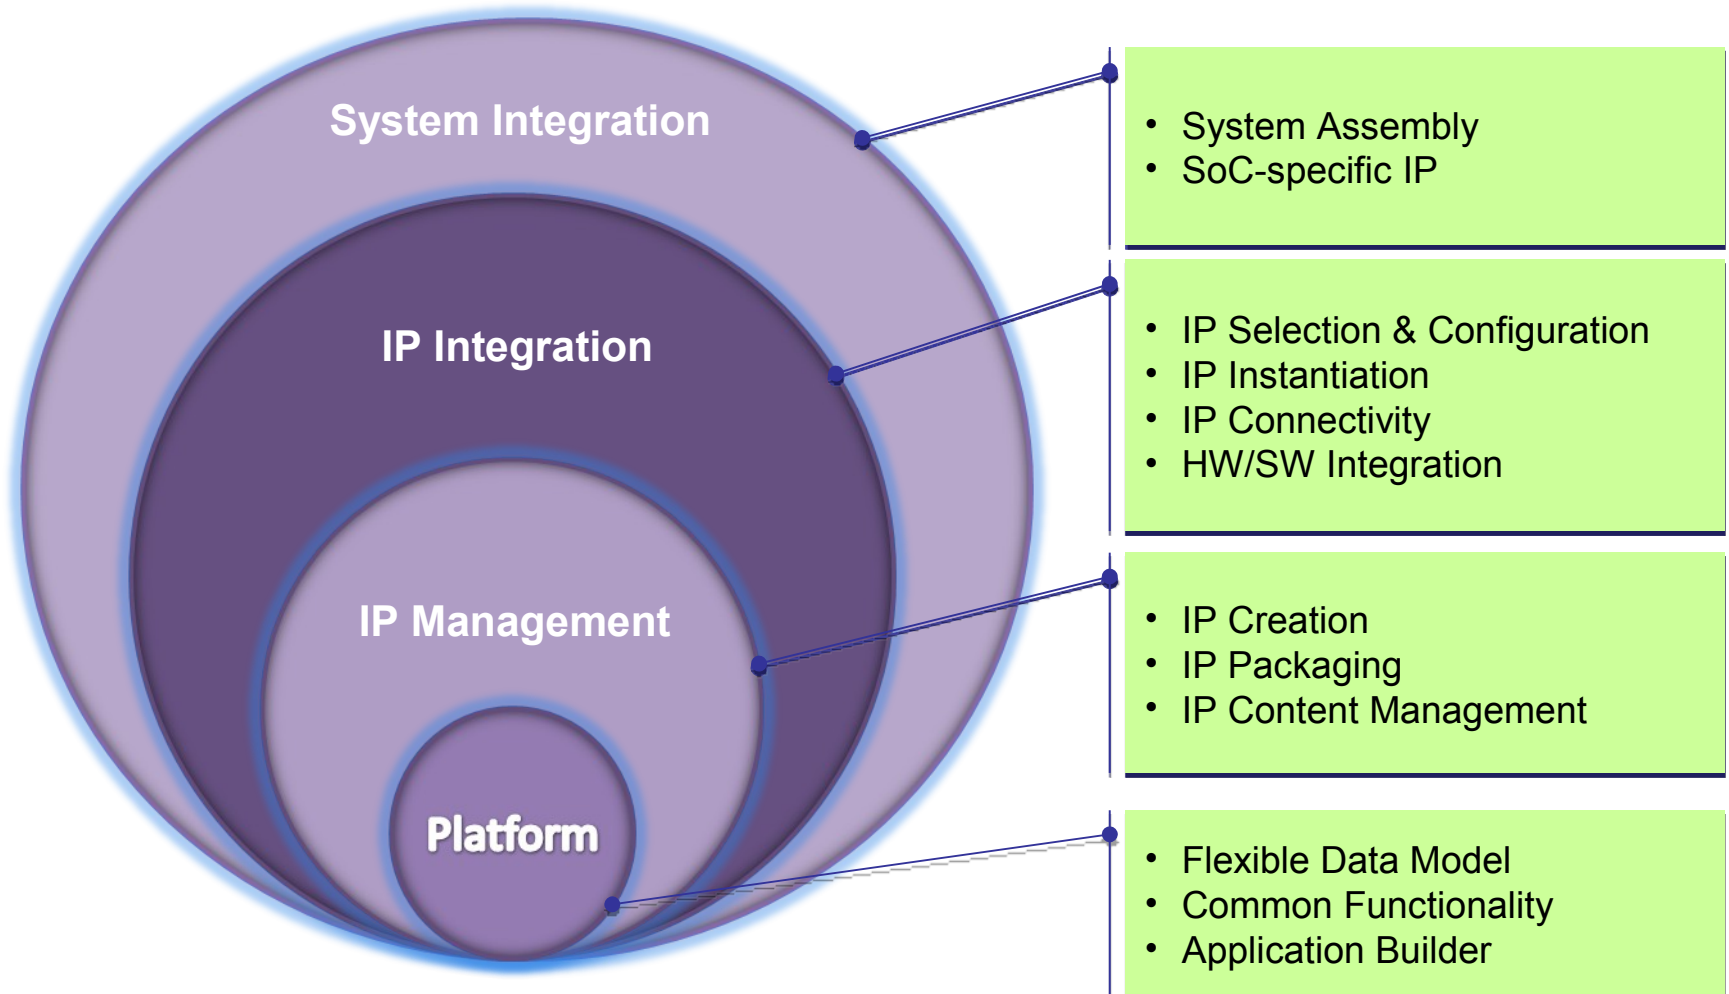 System Integration
• System Assembly
• SoC-specific IP
IP Integration
• IP Selection & Configuration
• IP Instantiation
• IP Connectivity
• HW/SW Integration
IP Management
• IP Creation
• IP Packaging
• IP Content Management
Platform
• Flexible Data Model
• Common Functionality
• Application Builder